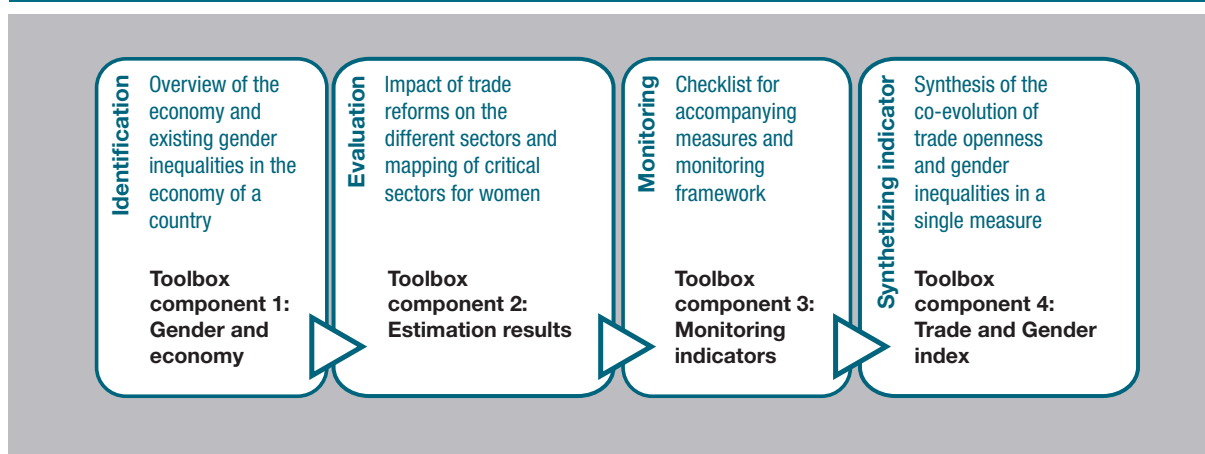 Identification
Overview of the
economy and
existing gender
inequalities in the
economy of a
country
Toolbox
component 1:
Gender and
economy
Evaluation
Impact of trade
reforms on the
different sectors and
mapping of critical
sectors for women
Toolbox
component 2:
Estimation results
Monitoring
Checklist for
accompanying
measures and
monitoring
framework
Toolbox
component 3:
Monitoring
indicators
Synthetizing indicator
Synthesis of the
co-evolution of
trade openness
and gender
inequalities in a
single measure
Toolbox
component 4:
Trade and Gender
index